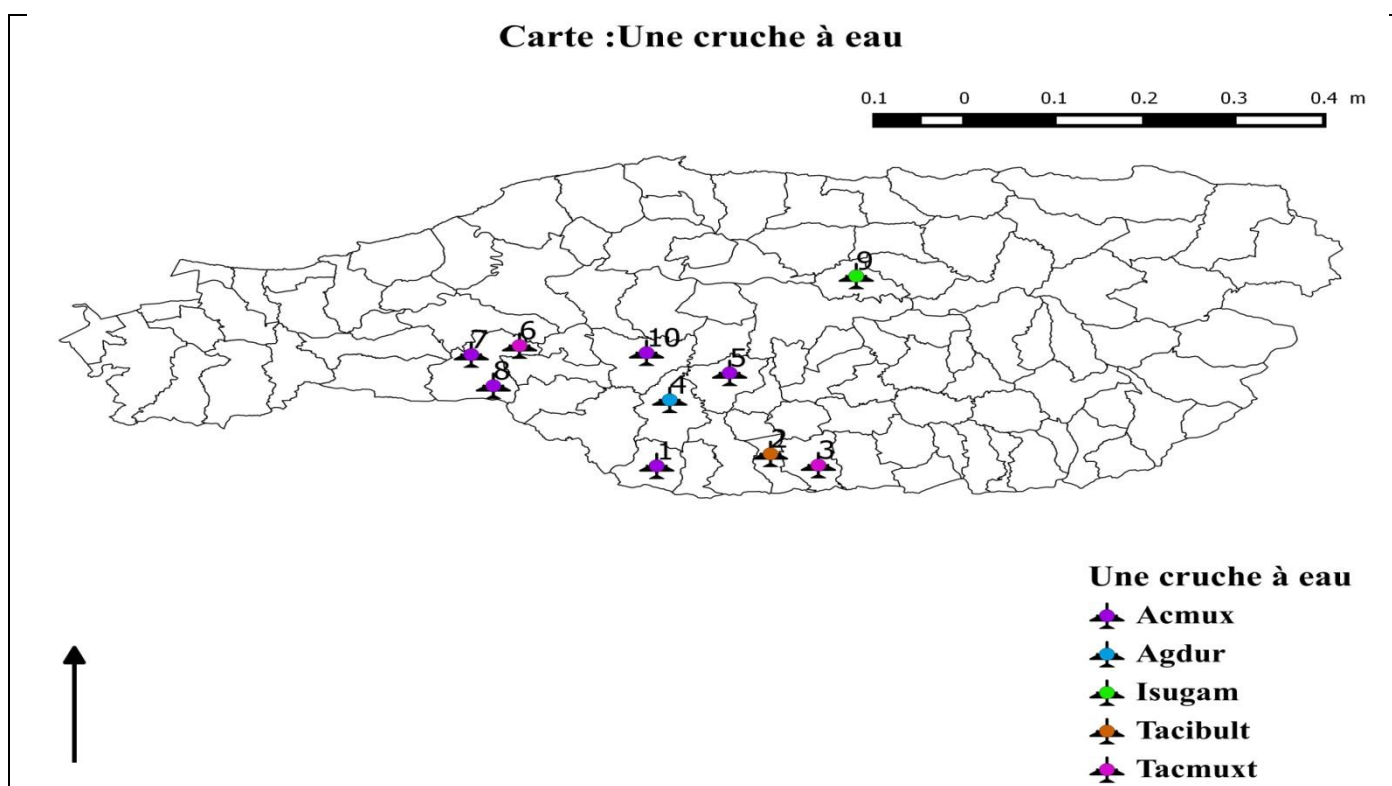 Carte :Une cruche à eau
0.1 0 0.1 0.2 0.3 0.4 m
9
7 6 10
8 5
4
1 2 3
Une cruche à eau
Acmux
Agdur
Isugam
Tacibult
Tacmuxt